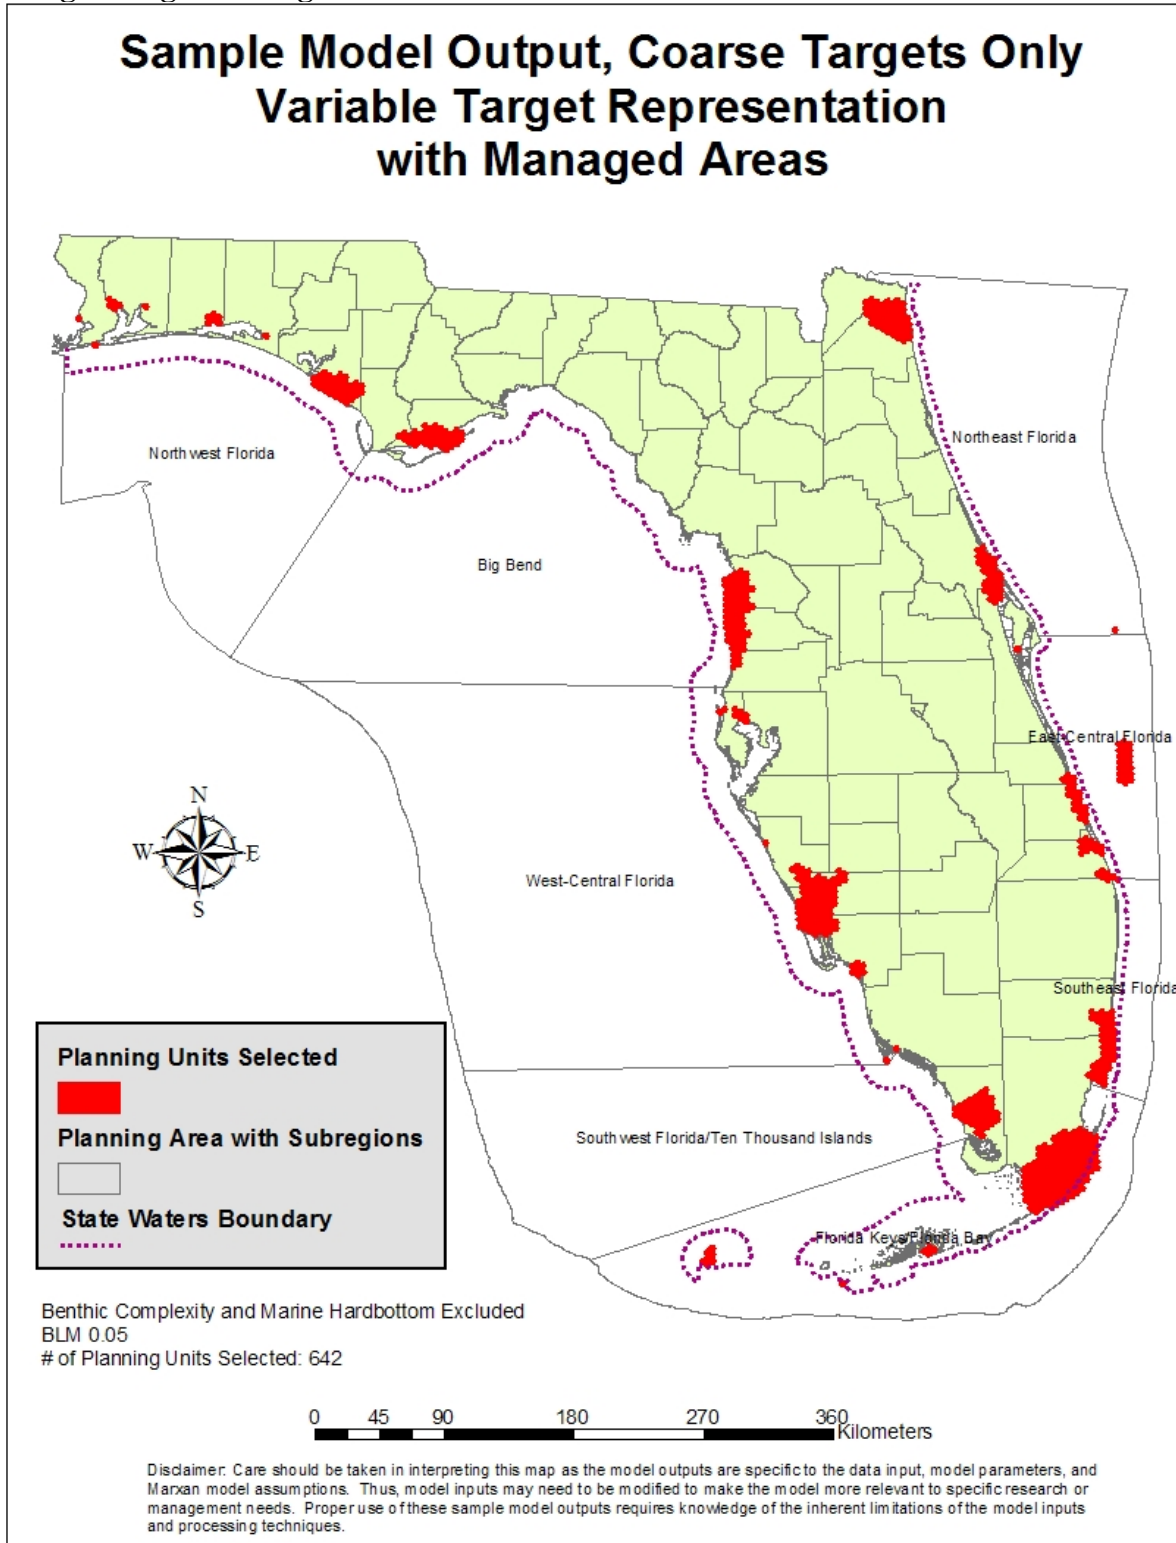 Sample Model Output, Coarse Targets Only
Variable Target Representation
with Managed Areas
Northwest Florida
Northeast Florida
Big Bend
East-Central Florida
N
W E
S
West-Central Florida
Southeast Florida
Planning Units Selected
Planning Area with Subregions
State Waters Boundary
Southwest Florida/Ten Thousand Islands
Florida Keys/Florida Bay
Benthic Complexity and Marine Hardbottom Excluded
BLM 0.05
# of Planning Units Selected: 642
0 45 90 180 270 360
Kilometers
Disclaimer: Care should be taken in interpreting this map as the model outputs are specific to the data input, model parameters, and
Marxan model assumptions. Thus, model inputs may need to be modified to make the model more relevant to specific research or
management needs. Proper use of these sample model outputs requires knowledge of the inherent limitations of the model inputs
and processing techniques.